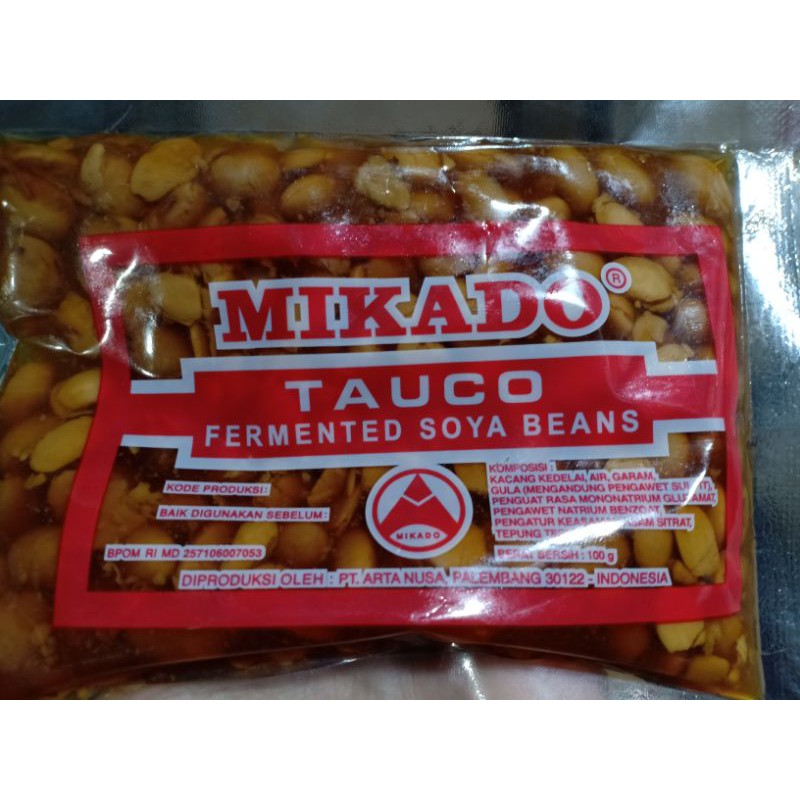 MIKADO®
TAUCO
FERMENTED SOYA BEANS
KODE PRODUKSI:
BAIK DIGUNAKAN SEBELUM:
BPOM RI MD 257106007053
MIKADO
KOMPOSISI :
KACANG KEDELAI, AIR, GARAM,
GULA (MENGANDUNG PENGAWET SULFIT),
PENGUAT RASA MONONATRIUM GLUTAMAT,
PENGAWET NATRIUM BENZOAT,
PENGATUR KEASAMAN ASAM SITRAT,
TEPUNG
BERAT BERSIH : 100 g
DIPRODUKSI OLEH : PT. ARTA NUSA, PALEMBANG 30122 - INDONESIA